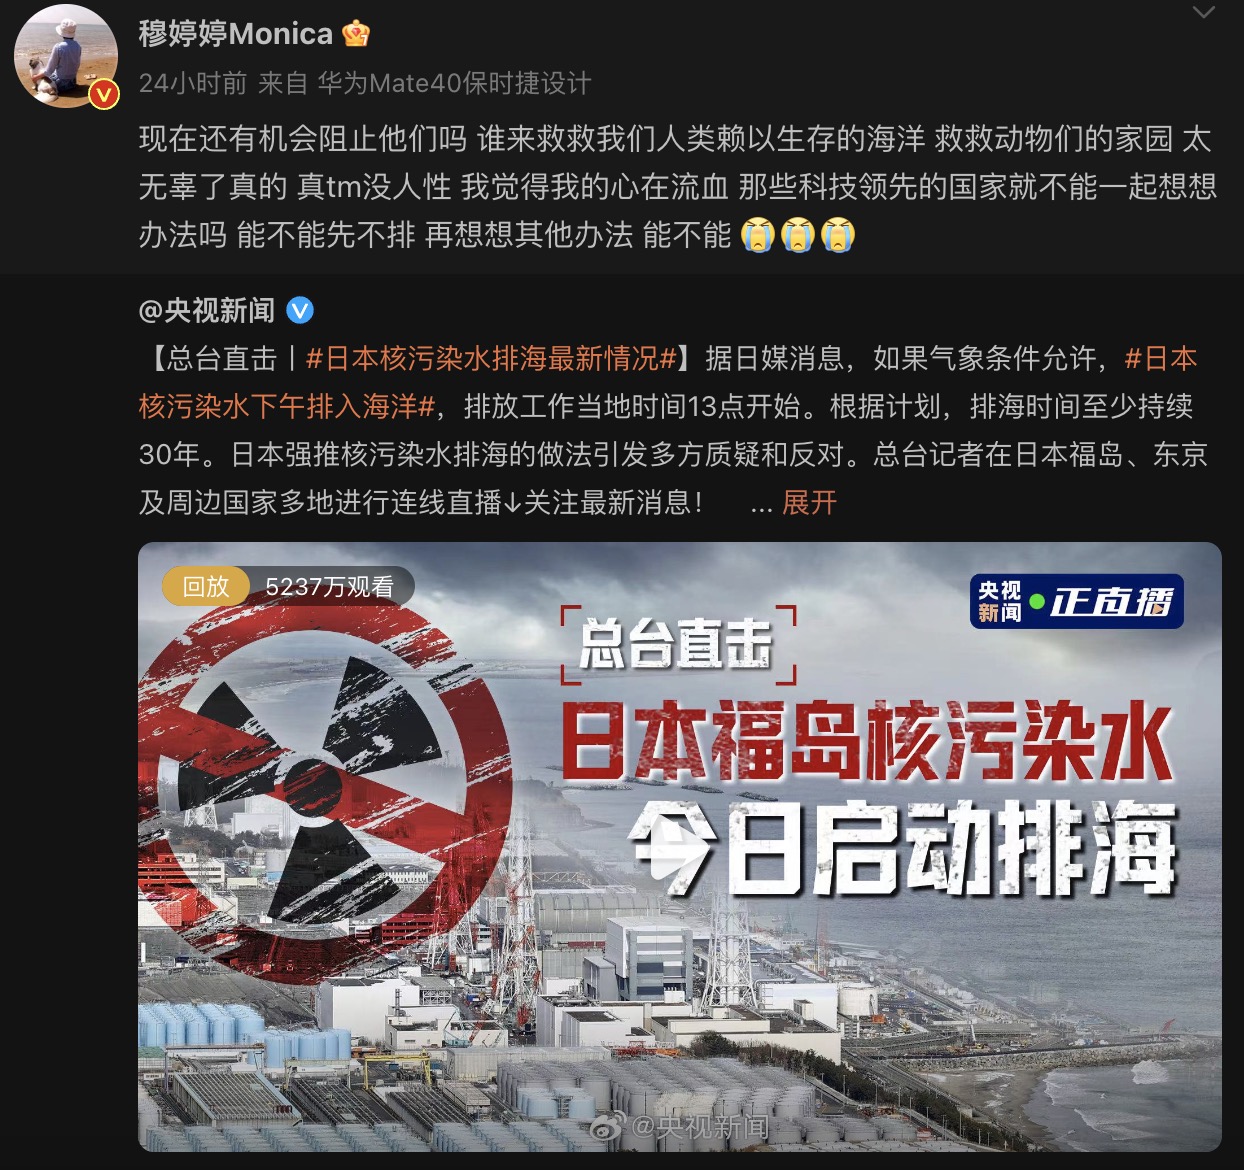 穆婷婷Monica
24小时前 来自 华为Mate40保时捷设计
现在还有机会阻止他们吗 谁来救救我们人类赖以生存的海洋 救救动物们的家园 太
无辜了真的 真tm没人性 我觉得我的心在流血 那些科技领先的国家就不能一起想想
办法吗 能不能先不排 再想想其他办法 能不能 😭😭😭
@央视新闻
【总台直击丨#日本核污染水排海最新情况#】据日媒消息，如果气象条件允许，#日本
核污染水下午排入海洋#，排放工作当地时间13点开始。根据计划，排海时间至少持续
30年。日本强推核污染水排海的做法引发多方质疑和反对。总台记者在日本福岛、东京
及周边国家多地进行连线直播↓关注最新消息！ ... 展开
回放 5237万观看
央视新闻 正直播
总台直击
日本福岛核污染水
今日启动排海
@央视新闻